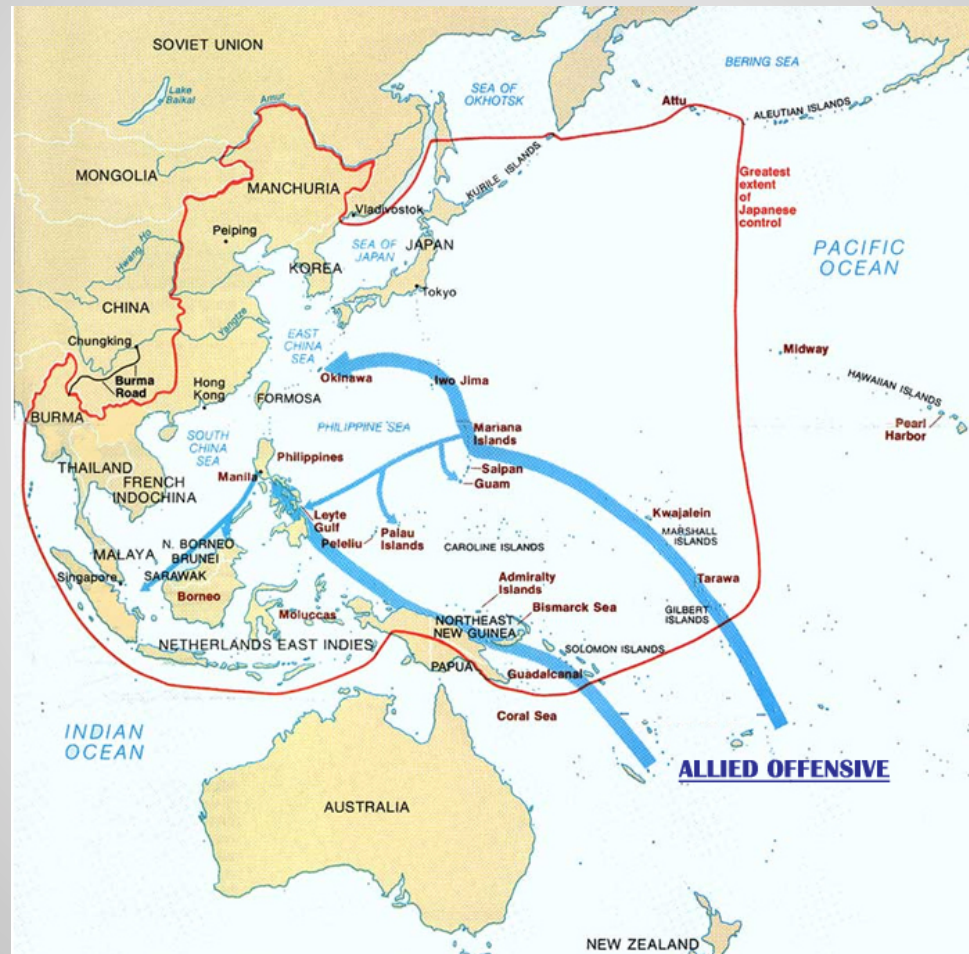 SOVIET UNION
BERING SEA
Lake
Baikal
Amur
SEA OF
OKHOTSK
Attu
ALEUTIAN ISLANDS
MONGOLIA
MANCHURIA
KURILE ISLANDS
Greatest
extent
of
Japanese
control
Vladivostok
Peiping
SEA OF
JAPAN
JAPAN
PACIFIC
OCEAN
Hwang Ho
KOREA
Tokyo
CHINA
Yangtze
Chungking
EAST
CHINA
SEA
Midway
Burma
Road
Okinawa
Iwo Jima
HAWAIIAN ISLANDS
Hong
Kong
FORMOSA
BURMA
Pearl
Harbor
PHILIPPINE SEA
Mariana
Islands
SOUTH
CHINA
SEA
THAILAND
Philippines
Saipan
Manila
Guam
FRENCH
INDOCHINA
Leyte
Gulf
Kwajalein
MARSHALL
ISLANDS
Peleliu
Palau
Islands
CAROLINE ISLANDS
MALAYA
N. BORNEO
BRUNEI
Singapore
SARAWAK
Tarawa
Admiralty
Islands
Borneo
Bismarck Sea
GILBERT
ISLANDS
Moluccas
NORTHEAST
NEW GUINEA
NETHERLANDS EAST INDIES
SOLOMON ISLANDS
PAPUA
Guadalcanal
Coral Sea
INDIAN
OCEAN
ALLIED OFFENSIVE
AUSTRALIA
NEW ZEALAND